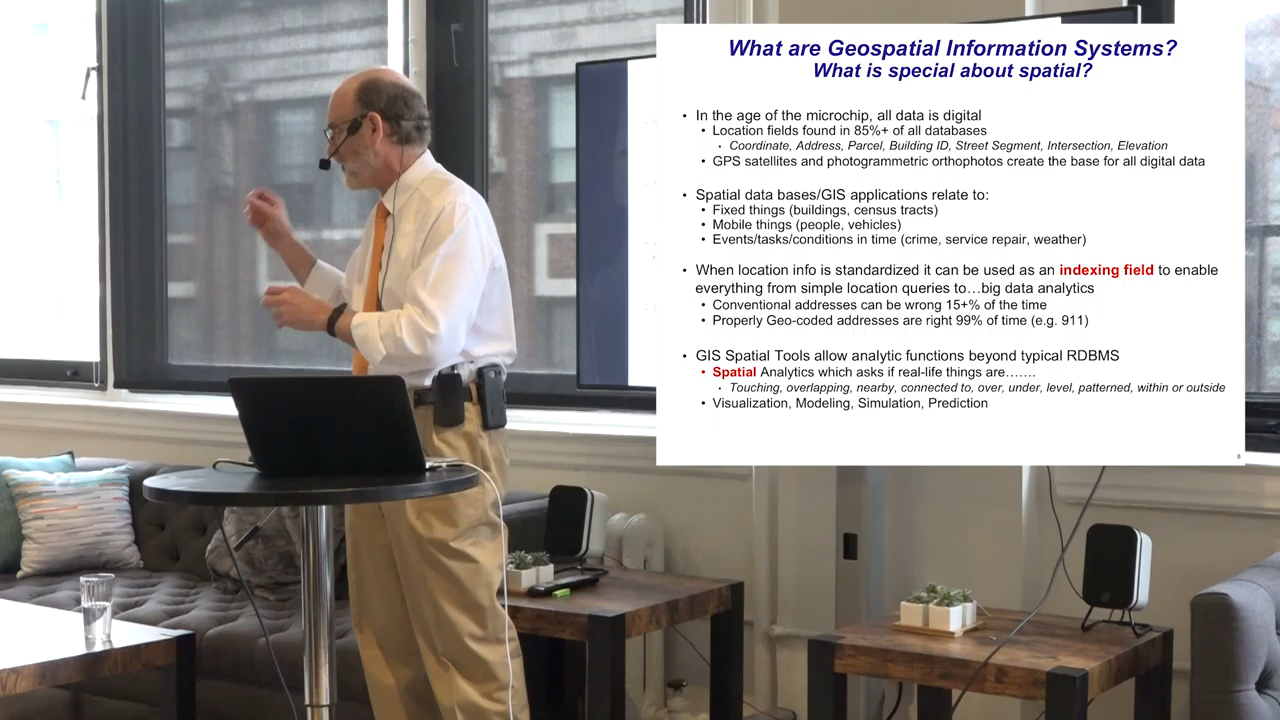 What are Geospatial Information Systems?
What is special about spatial?
• In the age of the microchip, all data is digital
• Location fields found in 85%+ of all databases
• Coordinate, Address, Parcel, Building ID, Street Segment, Intersection, Elevation
• GPS satellites and photogrammetric orthophotos create the base for all digital data
• Spatial data bases/GIS applications relate to:
• Fixed things (buildings, census tracts)
• Mobile things (people, vehicles)
• Events/tasks/conditions in time (crime, service repair, weather)
• When location info is standardized it can be used as an indexing field to enable
everything from simple location queries to…big data analytics
• Conventional addresses can be wrong 15+% of the time
• Properly Geo-coded addresses are right 99% of time (e.g. 911)
• GIS Spatial Tools allow analytic functions beyond typical RDBMS
• Spatial Analytics which asks if real-life things are…….
• Touching, overlapping, nearby, connected to, over, under, level, patterned, within or outside
• Visualization, Modeling, Simulation, Prediction
8